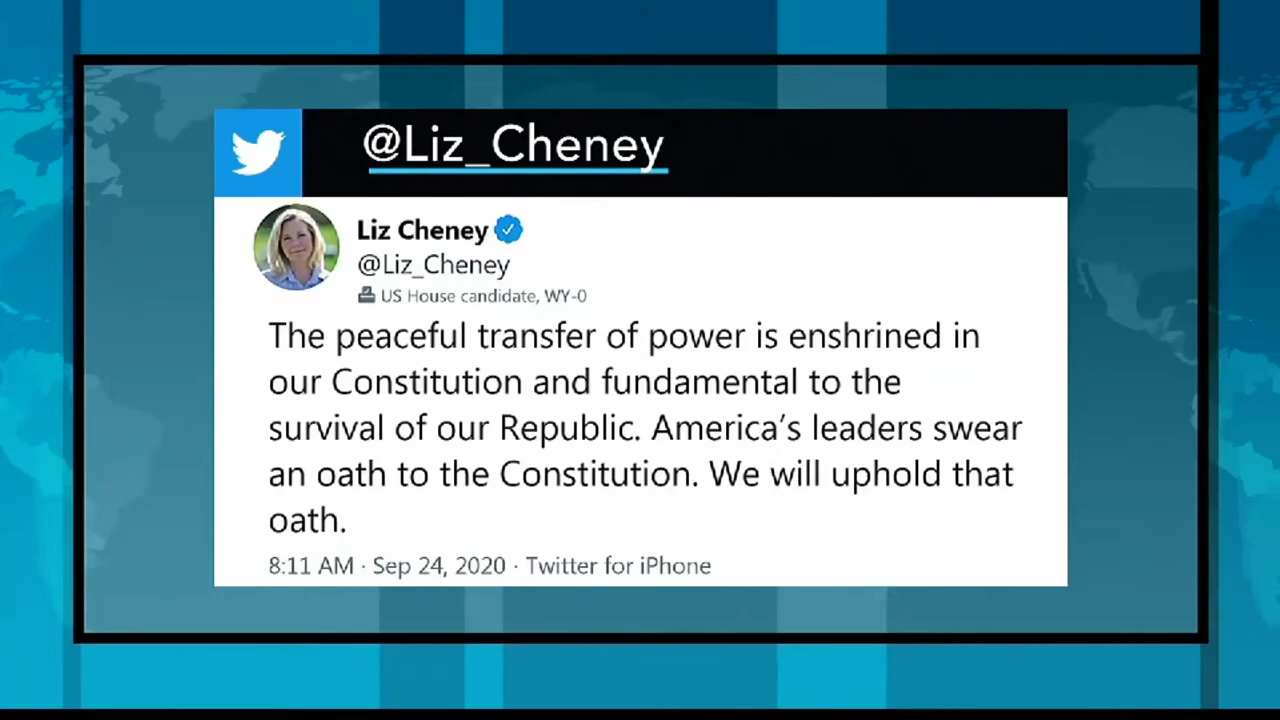 @Liz_Cheney
Liz Cheney
@Liz_Cheney
US House candidate, WY-0
The peaceful transfer of power is enshrined in
our Constitution and fundamental to the
survival of our Republic. America's leaders swear
an oath to the Constitution. We will uphold that
oath.
8:11 AM · Sep 24, 2020 · Twitter for iPhone